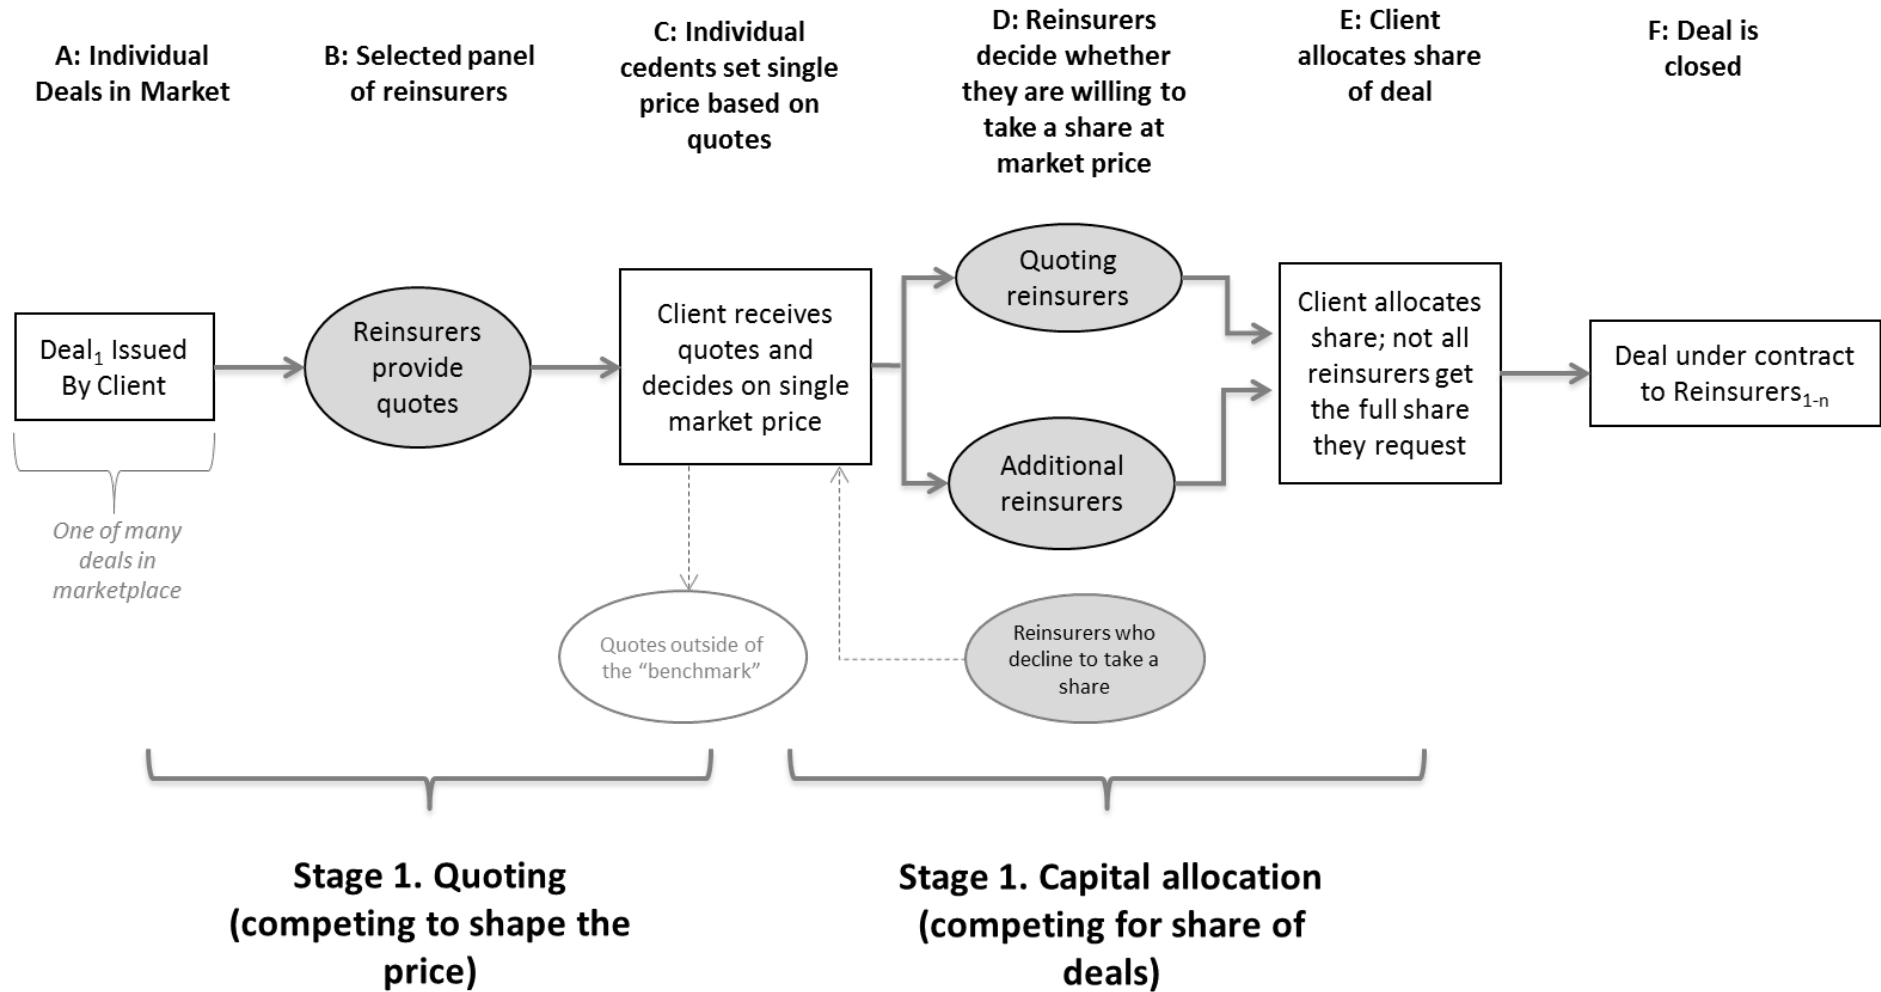 A: Individual
Deals in Market
B: Selected panel
of reinsurers
C: Individual
cedents set single
price based on
quotes
D: Reinsurers
decide whether
they are willing to
take a share at
market price
E: Client
allocates share
of deal
F: Deal is
closed
Deal1 Issued
By Client
Reinsurers
provide
quotes
Client receives
quotes and
decides on single
market price
Quoting
reinsurers
Additional
reinsurers
Client allocates
share; not all
reinsurers get
the full share
they request
Deal under contract
to Reinsurers1-n
One of many
deals in
marketplace
Quotes outside of
the “benchmark”
Reinsurers who
decline to take a
share
Stage 1. Quoting
(competing to shape the
price)
Stage 1. Capital allocation
(competing for share of
deals)